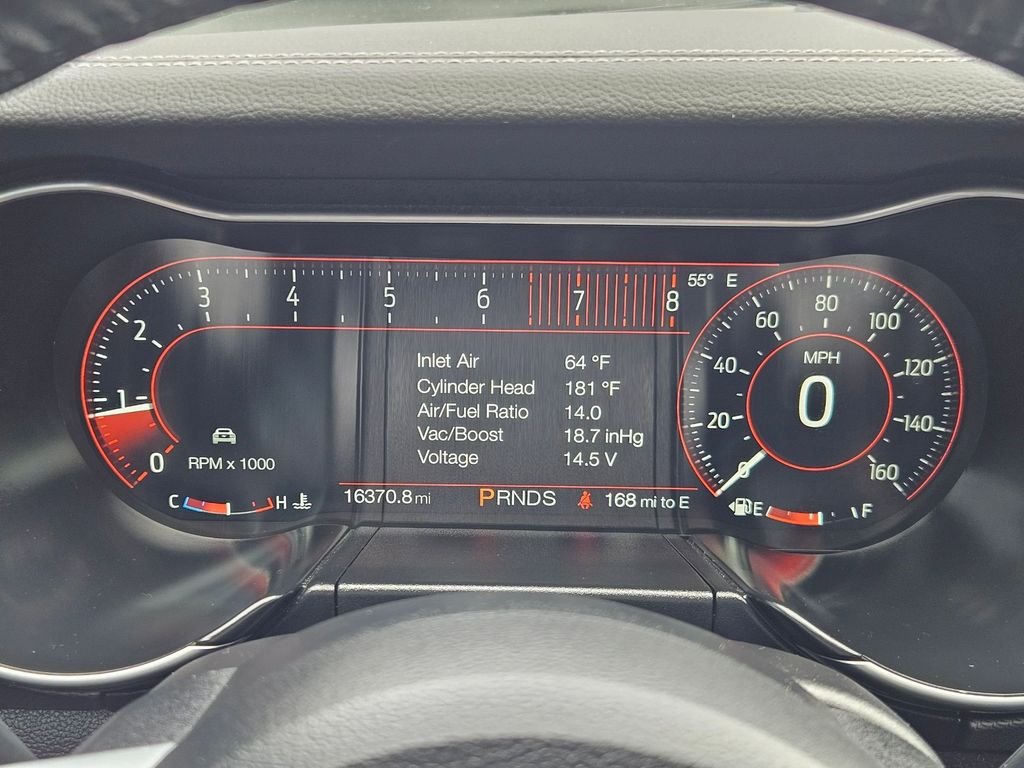 3 4 5 6 7 8
55° E
2
1
0
RPM x 1000
C H
Inlet Air 64 °F
Cylinder Head 181 °F
Air/Fuel Ratio 14.0
Vac/Boost 18.7 inHg
Voltage 14.5 V
16370.8 mi PRNDS 168 mi to E
0 20 40 60 80 100 120 140 160
MPH
0
E F